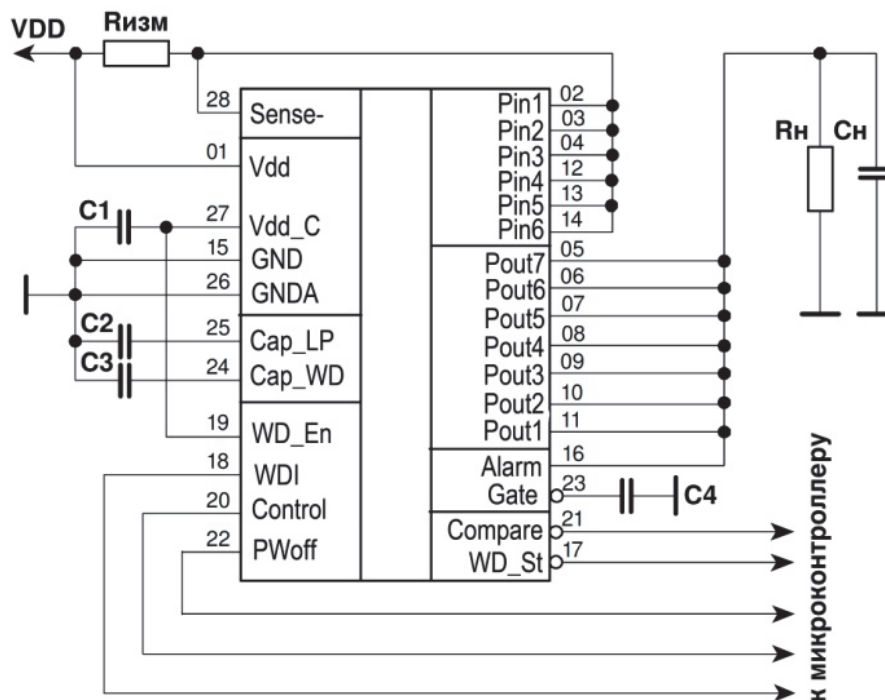 VDD
Rизм
28
Sense-
01
Vdd
C1
27
Vdd_C
15
GND
26
GNDA
C2
25
Cap_LP
C3
24
Cap_WD
19
WD_En
18
WDI
20
Control
22
PWoff
Pin1
02
Pin2
03
Pin3
04
Pin4
12
Pin5
13
Pin6
14
Pout7
05
Pout6
06
Pout5
07
Pout4
08
Pout3
09
Pout2
10
Pout1
11
Alarm
16
Gate
23
C4
Compare
21
WD_St
17
Rн
Cн
к микроконтроллеру